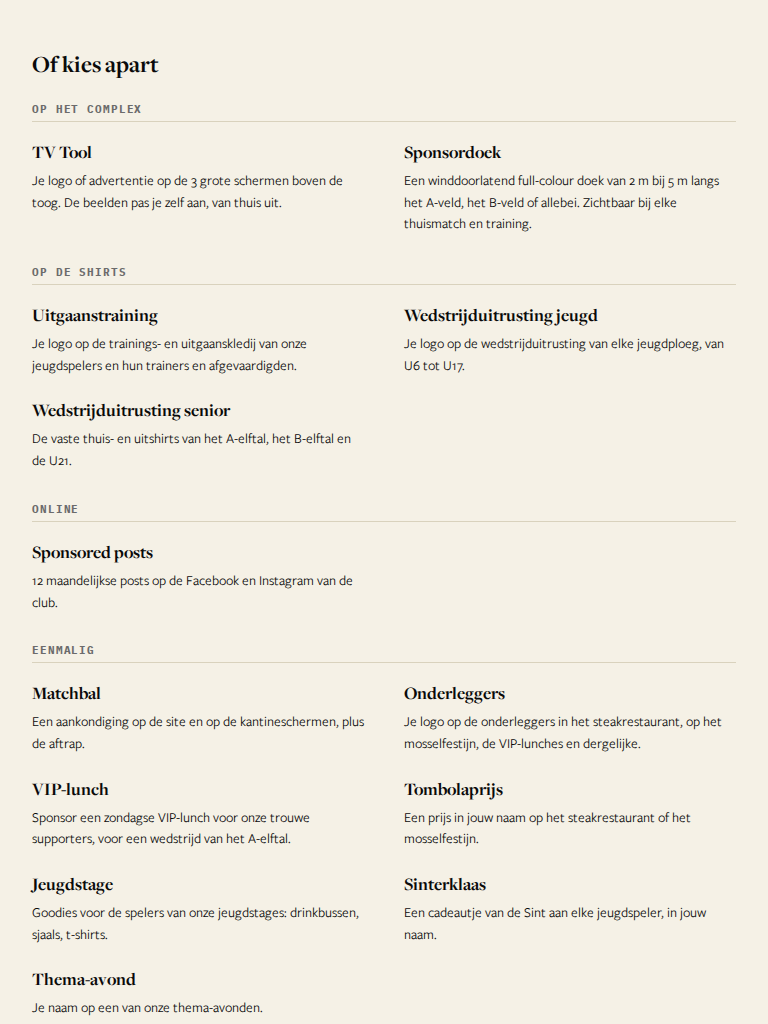 Of kies apart
OP HET COMPLEX
TV Tool
Je logo of advertentie op de 3 grote schermen boven de
toog. De beelden pas je zelf aan, van thuis uit.
Sponsordoek
Een winddoorlatend full-colour doek van 2 m bij 5 m langs
het A-veld, het B-veld of allebei. Zichtbaar bij elke
thuismatch en training.
OP DE SHIRTS
Uitgaanstraining
Je logo op de trainings- en uitgaanskledij van onze
jeugdspelers en hun trainers en afgevaardigden.
Wedstrijduitrusting jeugd
Je logo op de wedstrijduitrusting van elke jeugdploeg, van
U6 tot U17.
Wedstrijduitrusting senior
De vaste thuis- en uitshirts van het A-elftal, het B-elftal en
de U21.
ONLINE
Sponsored posts
12 maandelijkse posts op de Facebook en Instagram van de
club.
EENMALIG
Matchbal
Een aankondiging op de site en op de kantineschermen, plus
de aftrap.
Onderleggers
Je logo op de onderleggers in het steakrestaurant, op het
mosselfestijn, de VIP-lunches en dergelijke.
VIP-lunch
Sponsor een zondagse VIP-lunch voor onze trouwe
supporters, voor een wedstrijd van het A-elftal.
Tombolaprijs
Een prijs in jouw naam op het steakrestaurant of het
mosselfestijn.
Jeugdstage
Goodies voor de spelers van onze jeugdstages: drinkbussen,
sjaals, t-shirts.
Sinterklaas
Een cadeautje van de Sint aan elke jeugdspeler, in jouw
naam.
Thema-avond
Je naam op een van onze thema-avonden.